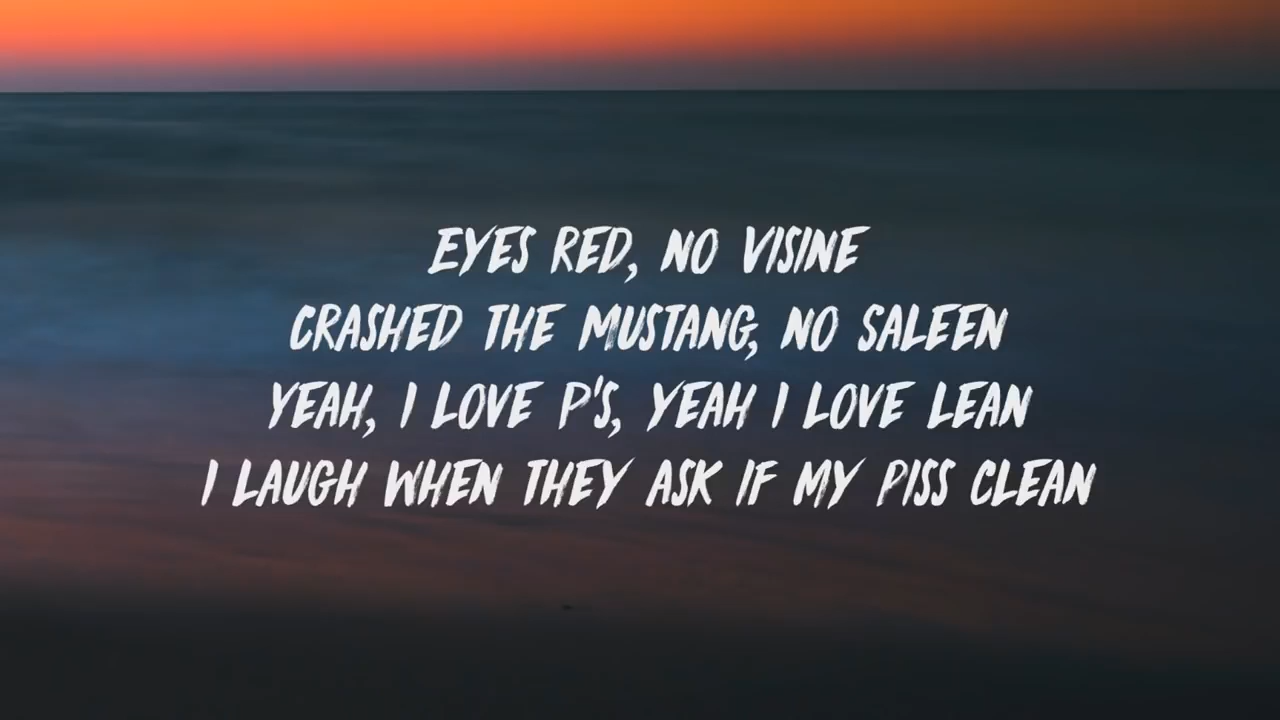 EYES RED, NO VISINE
CRASHED THE MUSTANG, NO SALEEN
YEAH, I LOVE P'S, YEAH I LOVE LEAN
I LAUGH WHEN THEY ASK IF MY PISS CLEAN